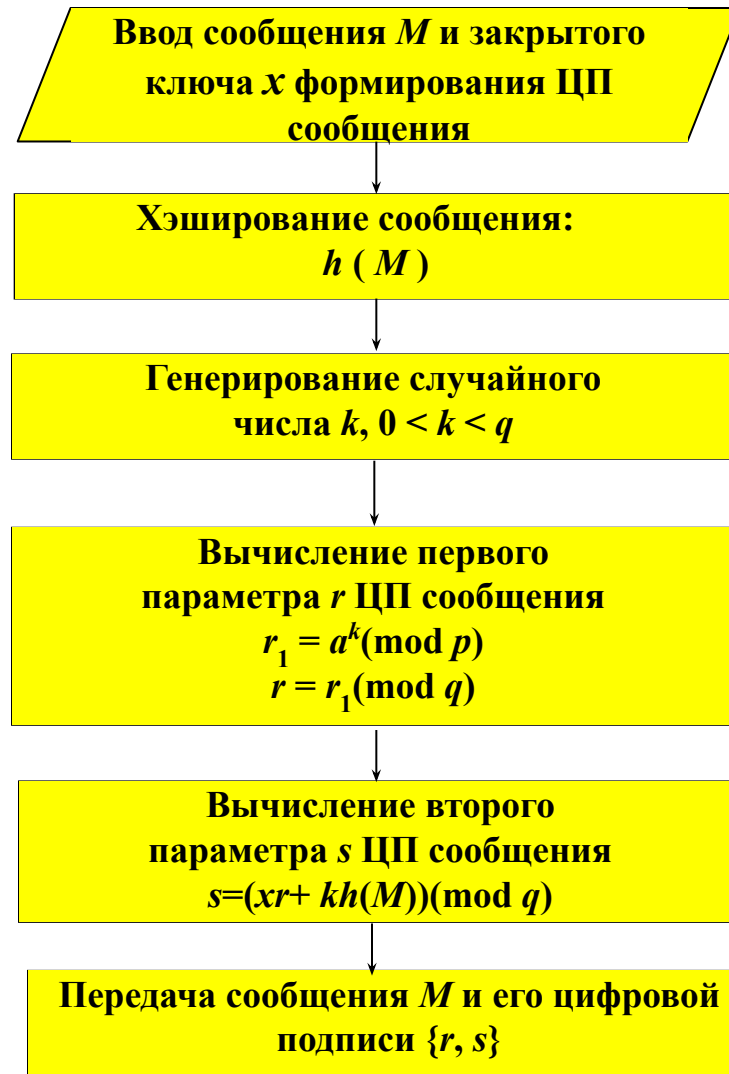 Ввод сообщения M и закрытого
ключа x формирования ЦП
сообщения
Хэширование сообщения:
h ( M )
Генерирование случайного
числа k, 0 < k < q
Вычисление первого
параметра r ЦП сообщения
r₁ = aᵏ(mod p)
r = r₁(mod q)
Вычисление второго
параметра s ЦП сообщения
s=(xr+ kh(M))(mod q)
Передача сообщения M и его цифровой
подписи {r, s}